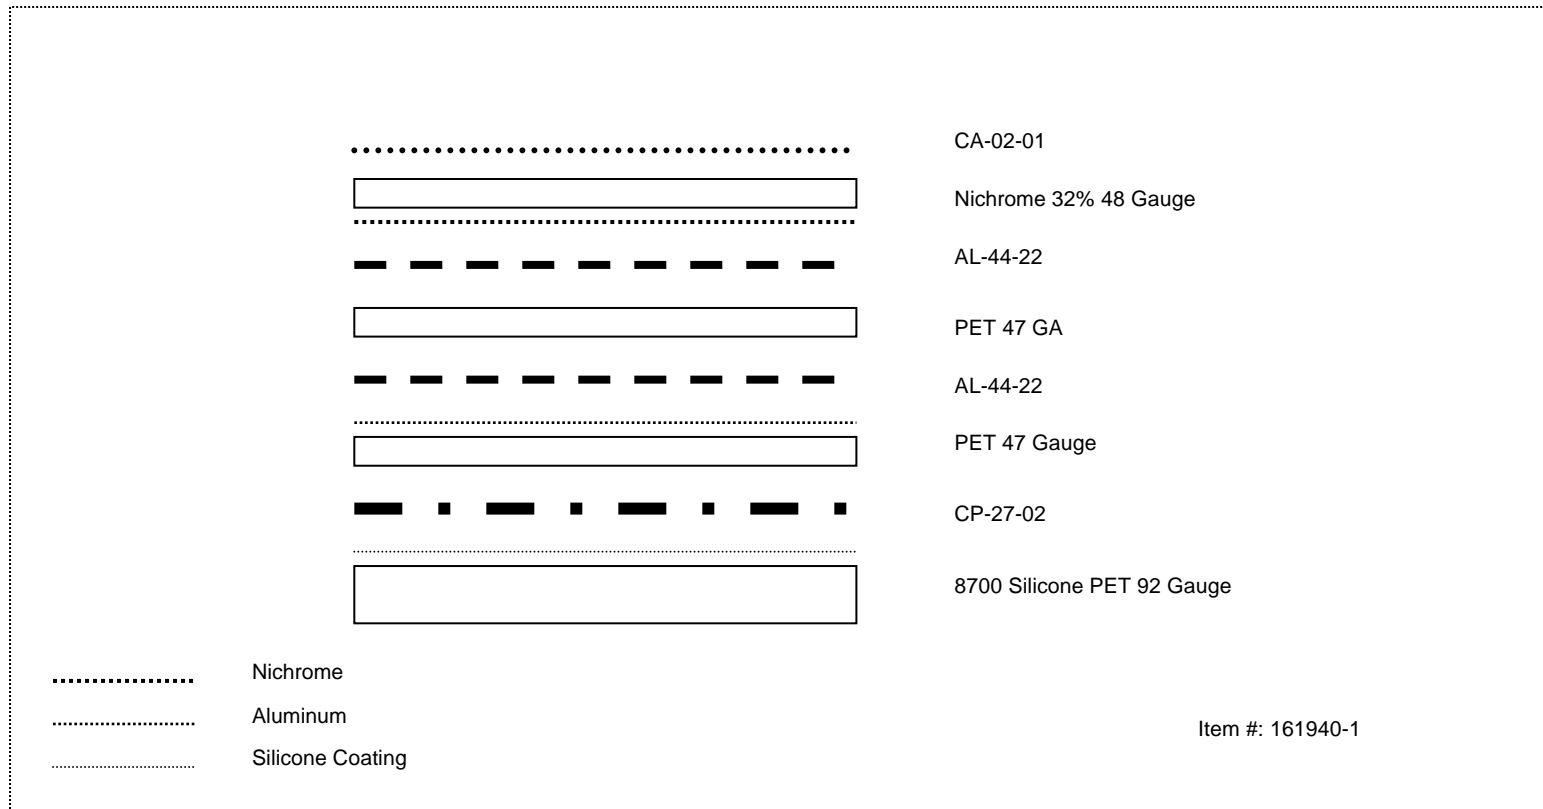 CA-02-01
Nichrome 32% 48 Gauge
AL-44-22
PET 47 GA
AL-44-22
PET 47 Gauge
CP-27-02
8700 Silicone PET 92 Gauge
Nichrome
Aluminum
Item #: 161940-1
Silicone Coating